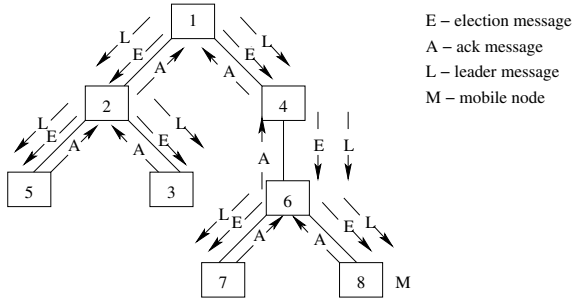 1
E – election message
A – ack message
L – leader message
M – mobile node
L E A A E L
2 4
L E A A E L
A E L
5 3
6
L E A A E L
7 8 M